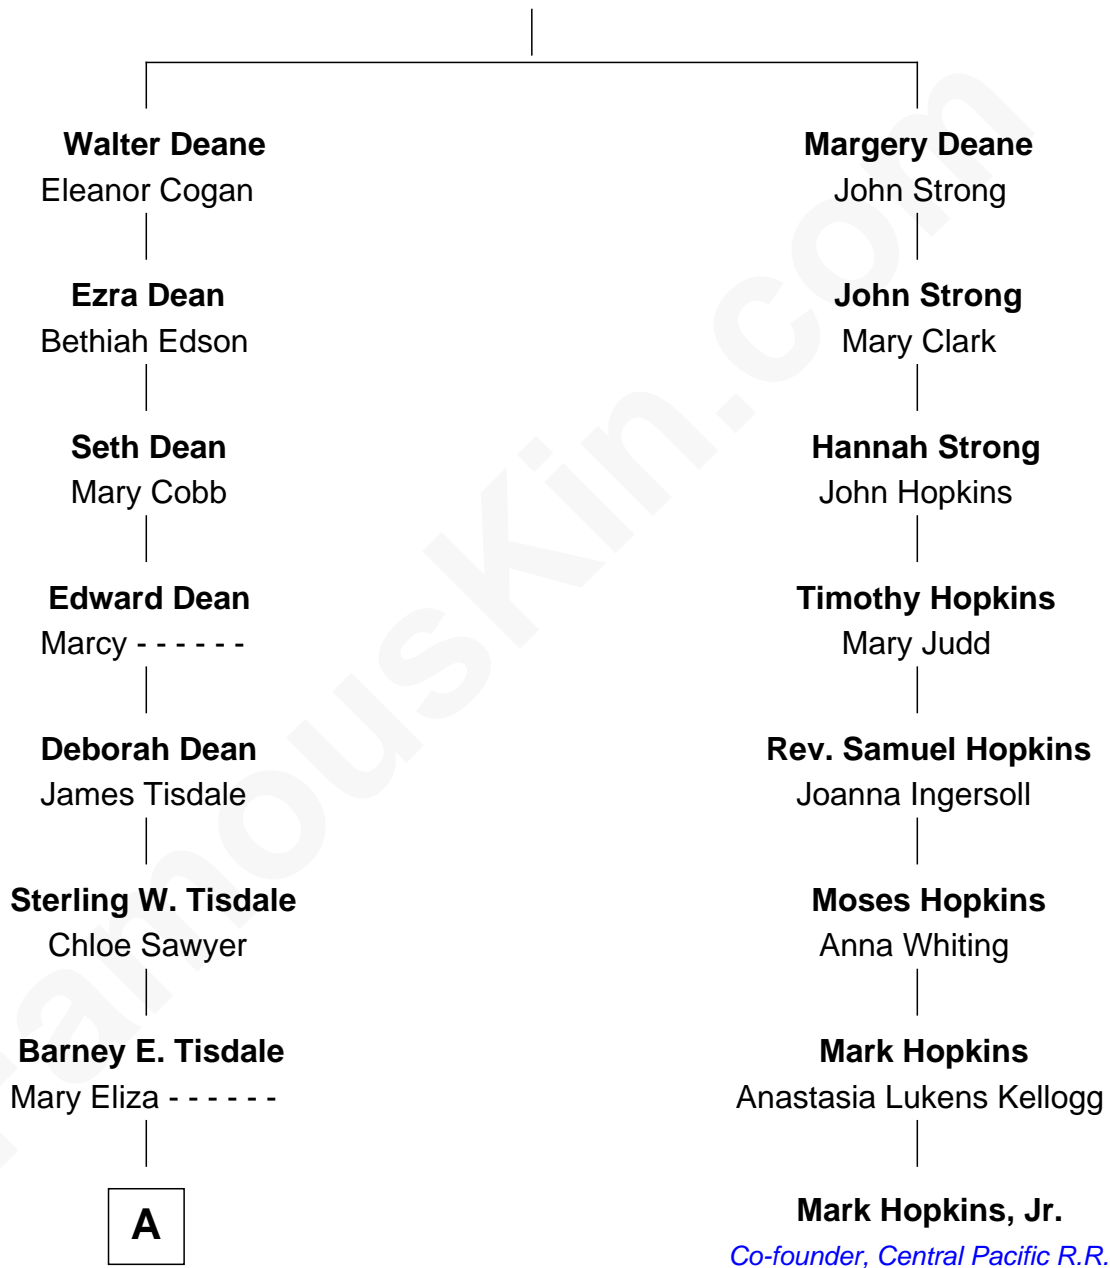 Walter Deane
Eleanor Cogan
Ezra Dean
Bethiah Edson
Seth Dean
Mary Cobb
Edward Dean
Marcy - - - - - -
Deborah Dean
James Tisdale
Sterling W. Tisdale
Chloe Sawyer
Barney E. Tisdale
Mary Eliza - - - - - -
A
Margery Deane
John Strong
John Strong
Mary Clark
Hannah Strong
John Hopkins
Timothy Hopkins
Mary Judd
Rev. Samuel Hopkins
Joanna Ingersoll
Moses Hopkins
Anna Whiting
Mark Hopkins
Anastasia Lukens Kellogg
Mark Hopkins, Jr.
Co-founder, Central Pacific R.R.
FamousKin.com